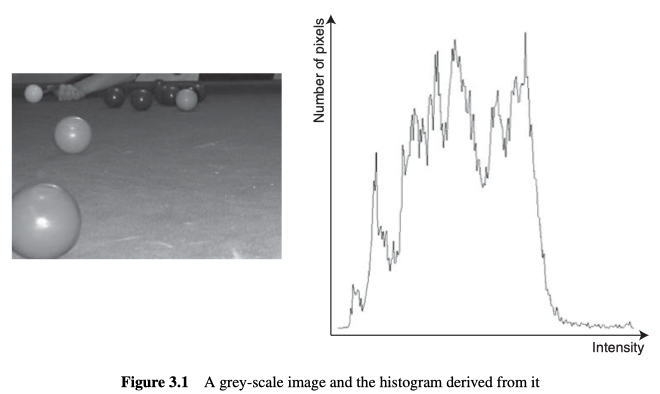 Number of pixels
Intensity
Figure 3.1 A grey-scale image and the histogram derived from it